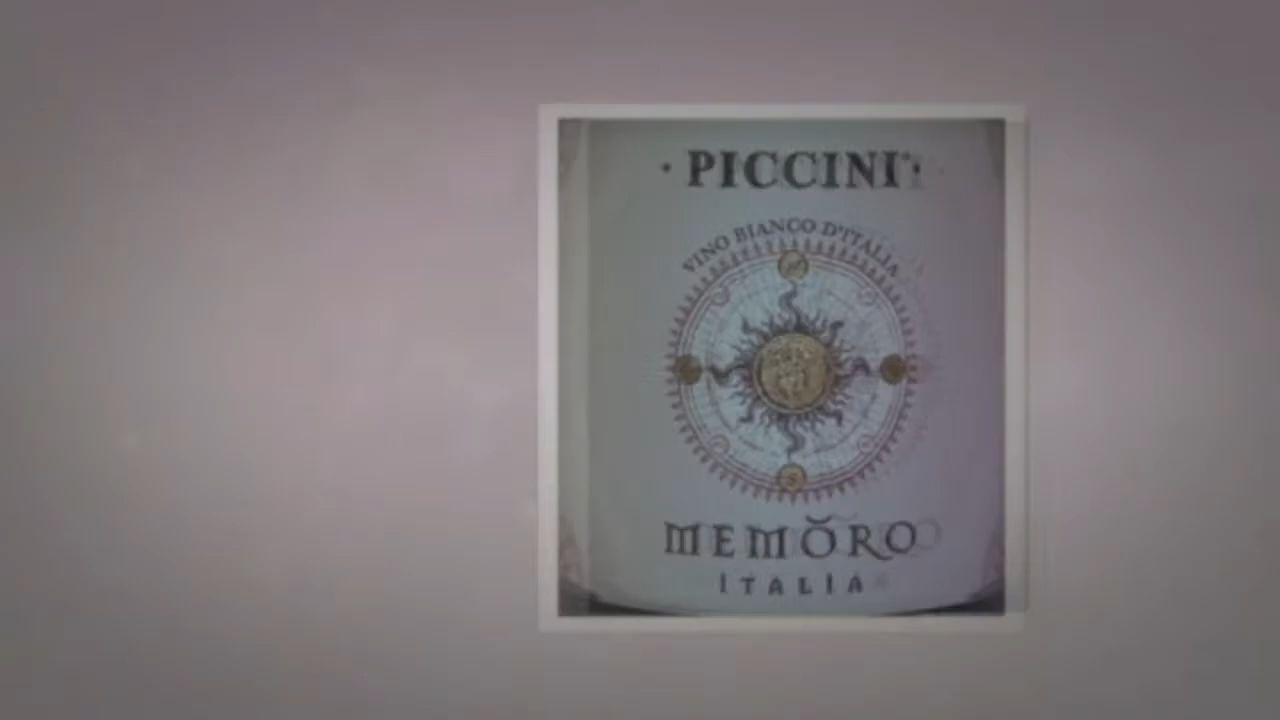 · PICCINI ·
VINO BIANCO D'ITALIA
MEMŎRO
ITALIA